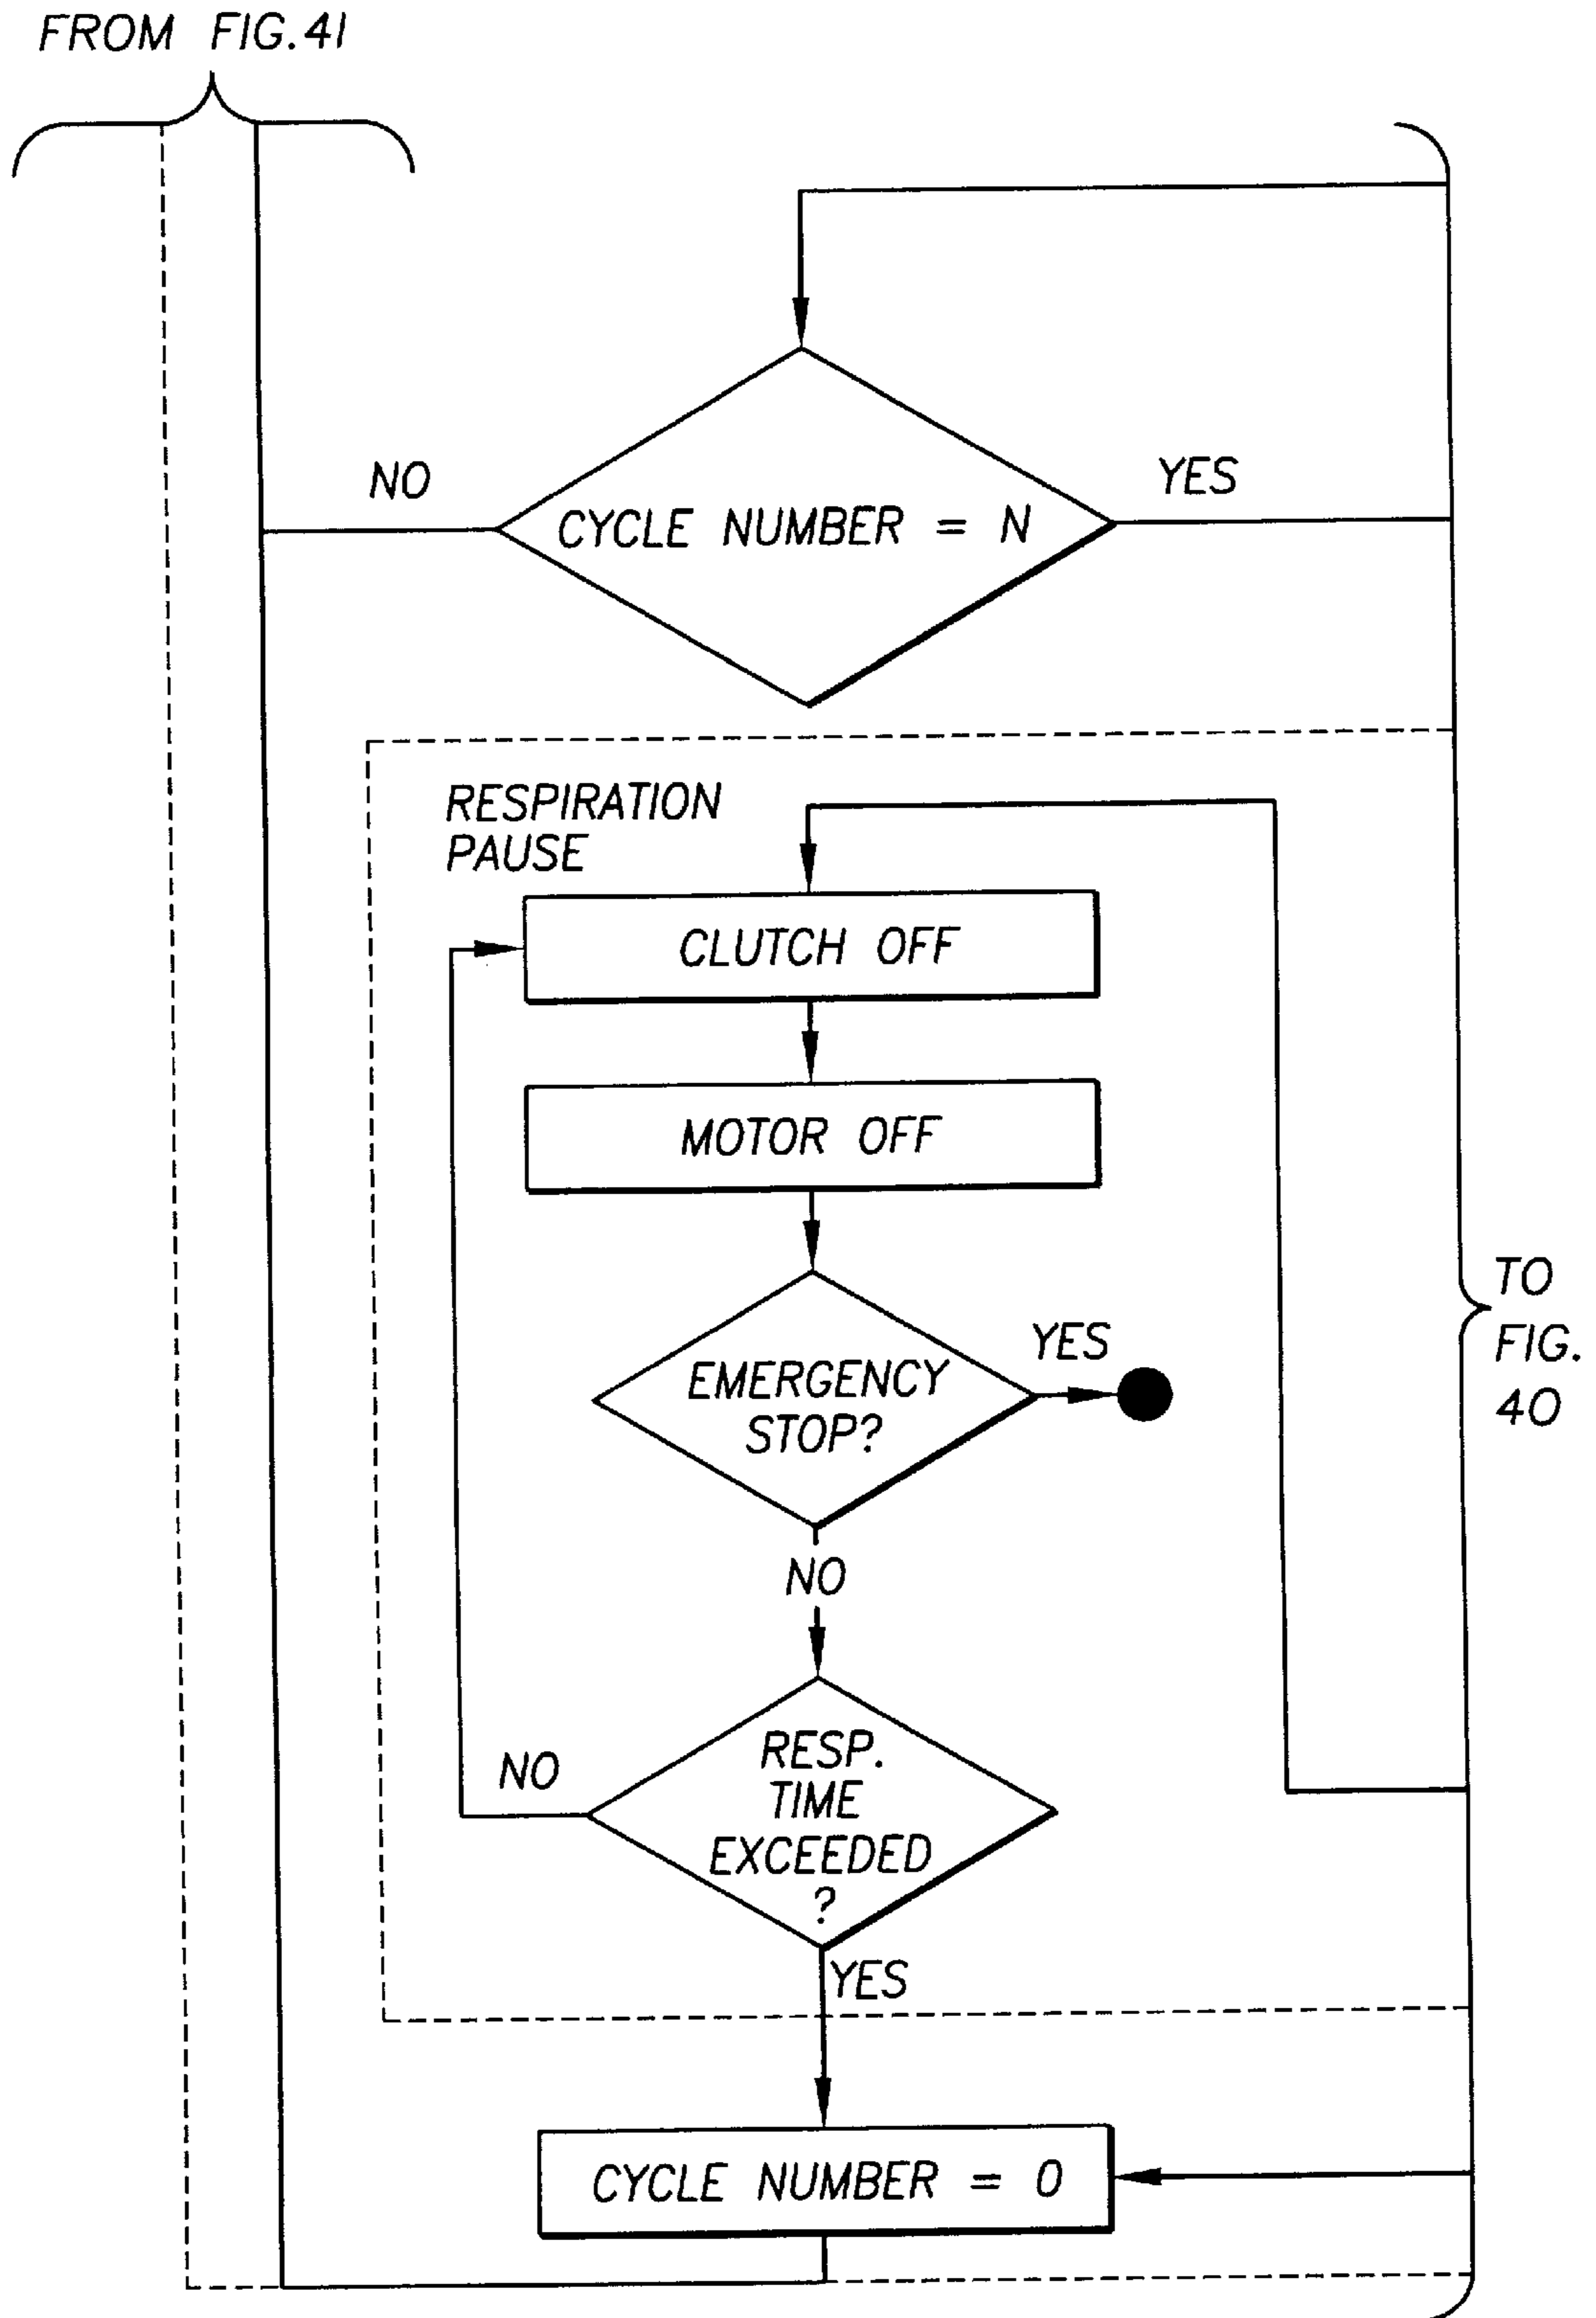 FROM FIG.41
NO
YES
CYCLE NUMBER = N
RESPIRATION
PAUSE
CLUTCH OFF
MOTOR OFF
YES
EMERGENCY
STOP?
TO
FIG.
40
NO
NO
RESP.
TIME
EXCEEDED
?
YES
CYCLE NUMBER = 0